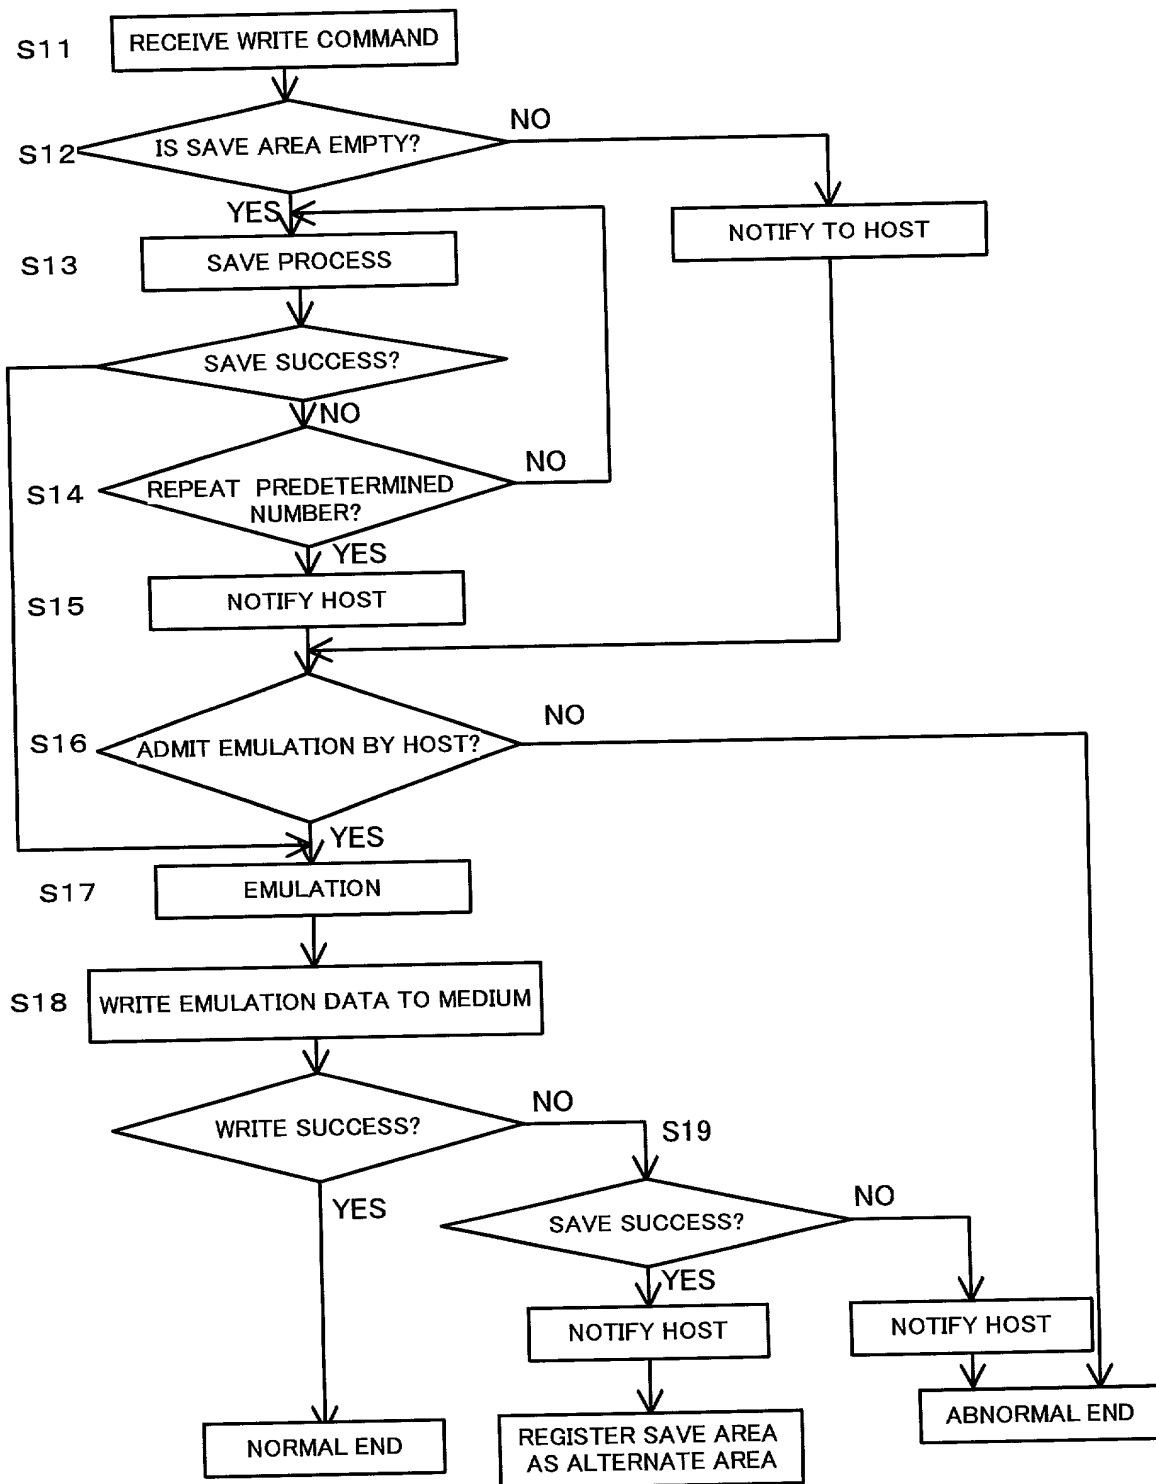 S11
RECEIVE WRITE COMMAND
S12
IS SAVE AREA EMPTY?
NO
YES
NOTIFY TO HOST
S13
SAVE PROCESS
SAVE SUCCESS?
NO
S14
REPEAT PREDETERMINED
NUMBER?
NO
YES
S15
NOTIFY HOST
S16
ADMIT EMULATION BY HOST?
NO
YES
S17
EMULATION
S18
WRITE EMULATION DATA TO MEDIUM
WRITE SUCCESS?
NO
YES
S19
SAVE SUCCESS?
NO
YES
NOTIFY HOST
NOTIFY HOST
NORMAL END
REGISTER SAVE AREA
AS ALTERNATE AREA
ABNORMAL END